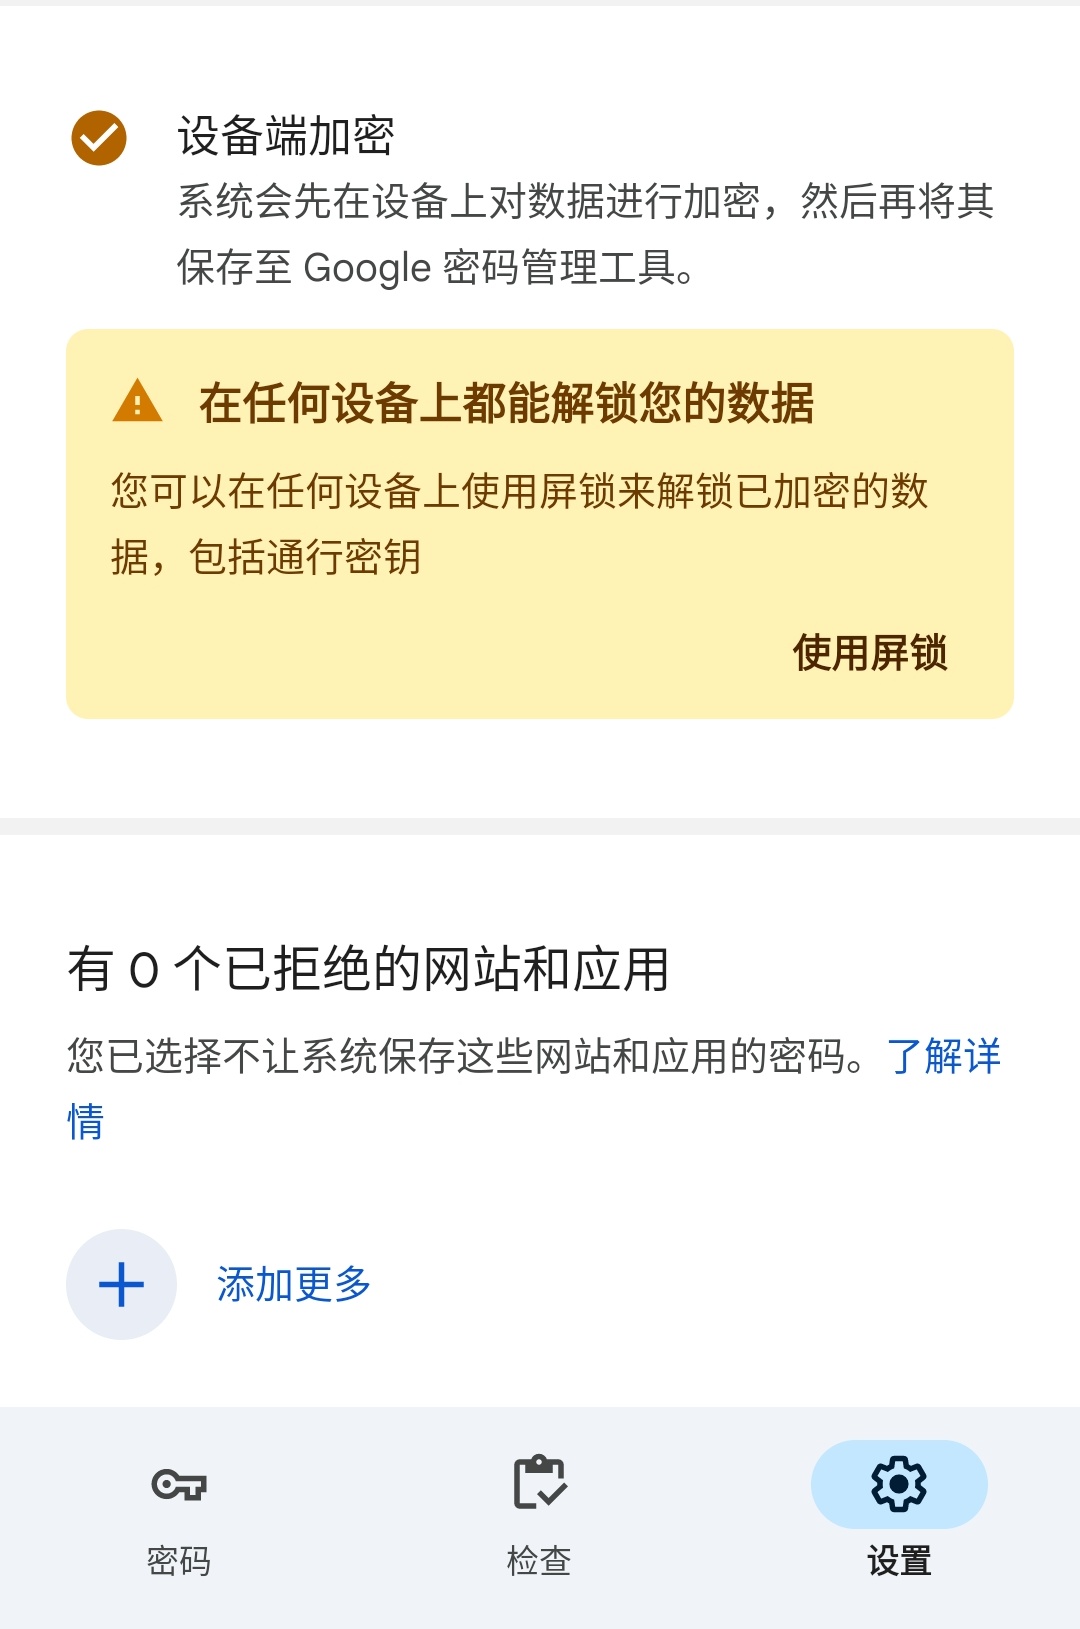 设备端加密
系统会先在设备上对数据进行加密，然后再将其
保存至 Google 密码管理工具。
在任何设备上都能解锁您的数据
您可以在任何设备上使用屏锁来解锁已加密的数
据，包括通行密钥
使用屏锁
有 0 个已拒绝的网站和应用
您已选择不让系统保存这些网站和应用的密码。了解详
情
添加更多
密码
检查
设置